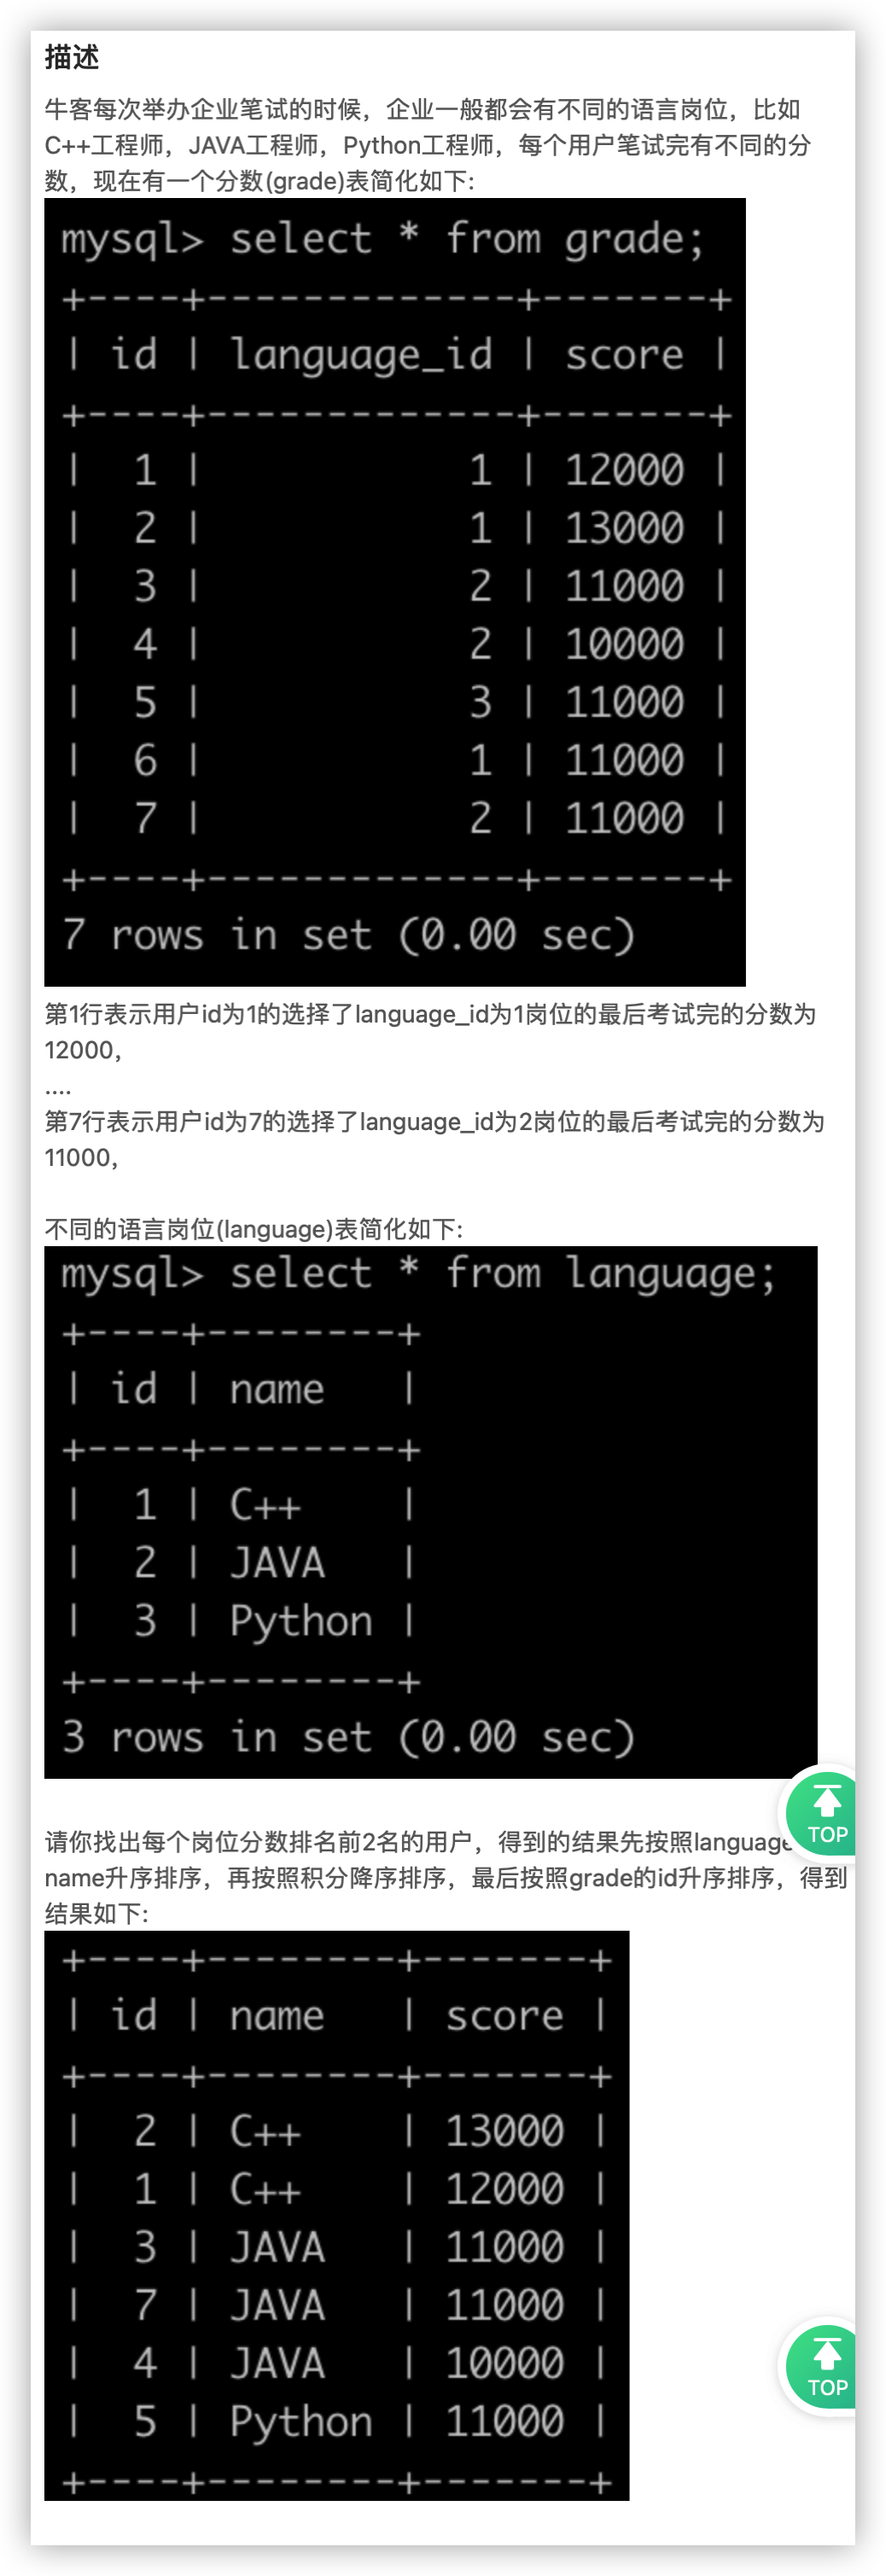 描述
牛客每次举办企业笔试的时候，企业一般都会有不同的语言岗位，比如
C++工程师，JAVA工程师，Python工程师，每个用户笔试完有不同的分
数，现在有一个分数(grade)表简化如下:
mysql> select * from grade;
+----+-------------+-------+
| id | language_id | score |
+----+-------------+-------+
|  1 |           1 | 12000 |
|  2 |           1 | 13000 |
|  3 |           2 | 11000 |
|  4 |           2 | 10000 |
|  5 |           3 | 11000 |
|  6 |           1 | 11000 |
|  7 |           2 | 11000 |
+----+-------------+-------+
7 rows in set (0.00 sec)
第1行表示用户id为1的选择了language_id为1岗位的最后考试完的分数为
12000，
....
第7行表示用户id为7的选择了language_id为2岗位的最后考试完的分数为
11000，
不同的语言岗位(language)表简化如下:
mysql> select * from language;
+----+--------+
| id | name   |
+----+--------+
|  1 | C++    |
|  2 | JAVA   |
|  3 | Python |
+----+--------+
3 rows in set (0.00 sec)
TOP
请你找出每个岗位分数排名前2名的用户，得到的结果先按照language
name升序排序，再按照积分降序排序，最后按照grade的id升序排序，得到
结果如下:
+----+--------+-------+
| id | name   | score |
+----+--------+-------+
|  2 | C++    | 13000 |
|  1 | C++    | 12000 |
|  3 | JAVA   | 11000 |
|  7 | JAVA   | 11000 |
|  4 | JAVA   | 10000 |
|  5 | Python | 11000 |
+----+--------+-------+
TOP